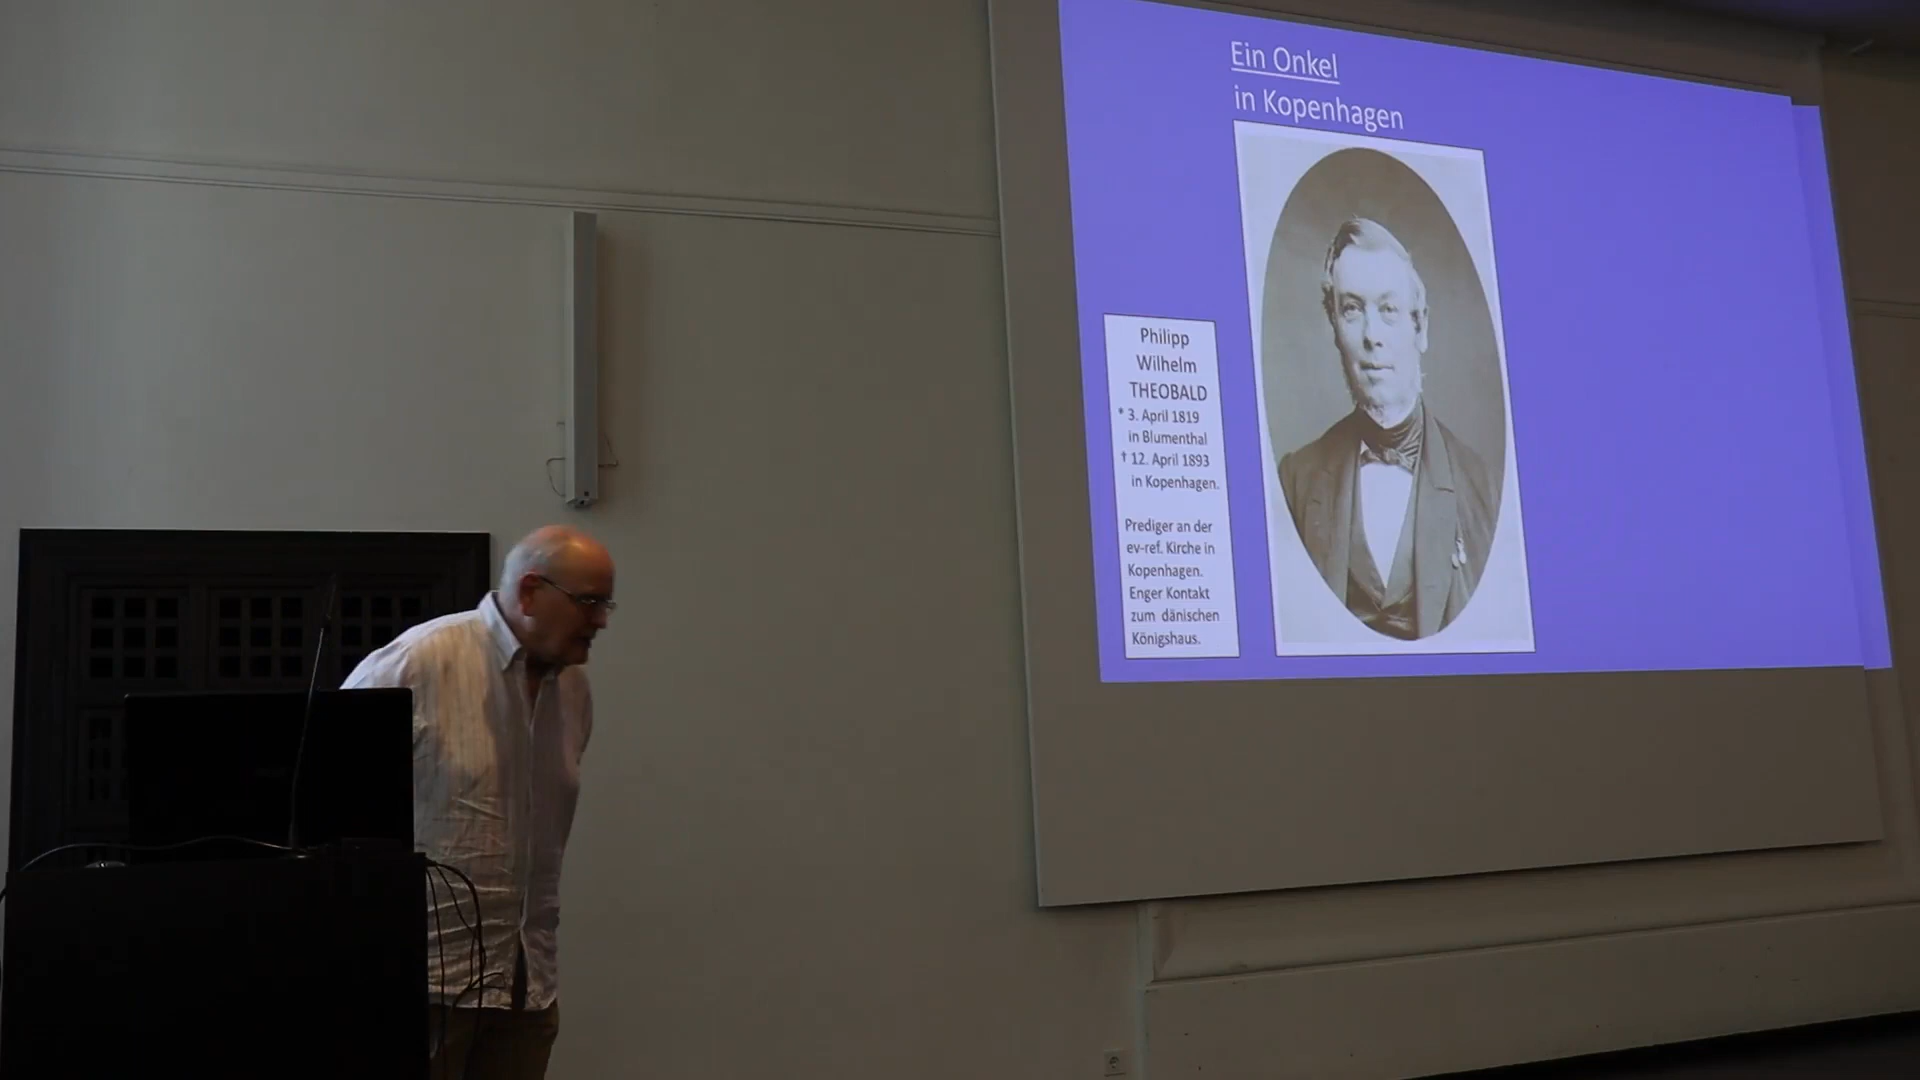 Ein Onkel
in Kopenhagen
Philipp
Wilhelm
THEOBALD
* 3. April 1819
in Blumenthal
† 12. April 1893
in Kopenhagen.
Prediger an der
ev-ref. Kirche in
Kopenhagen.
Enger Kontakt
zum dänischen
Königshaus.